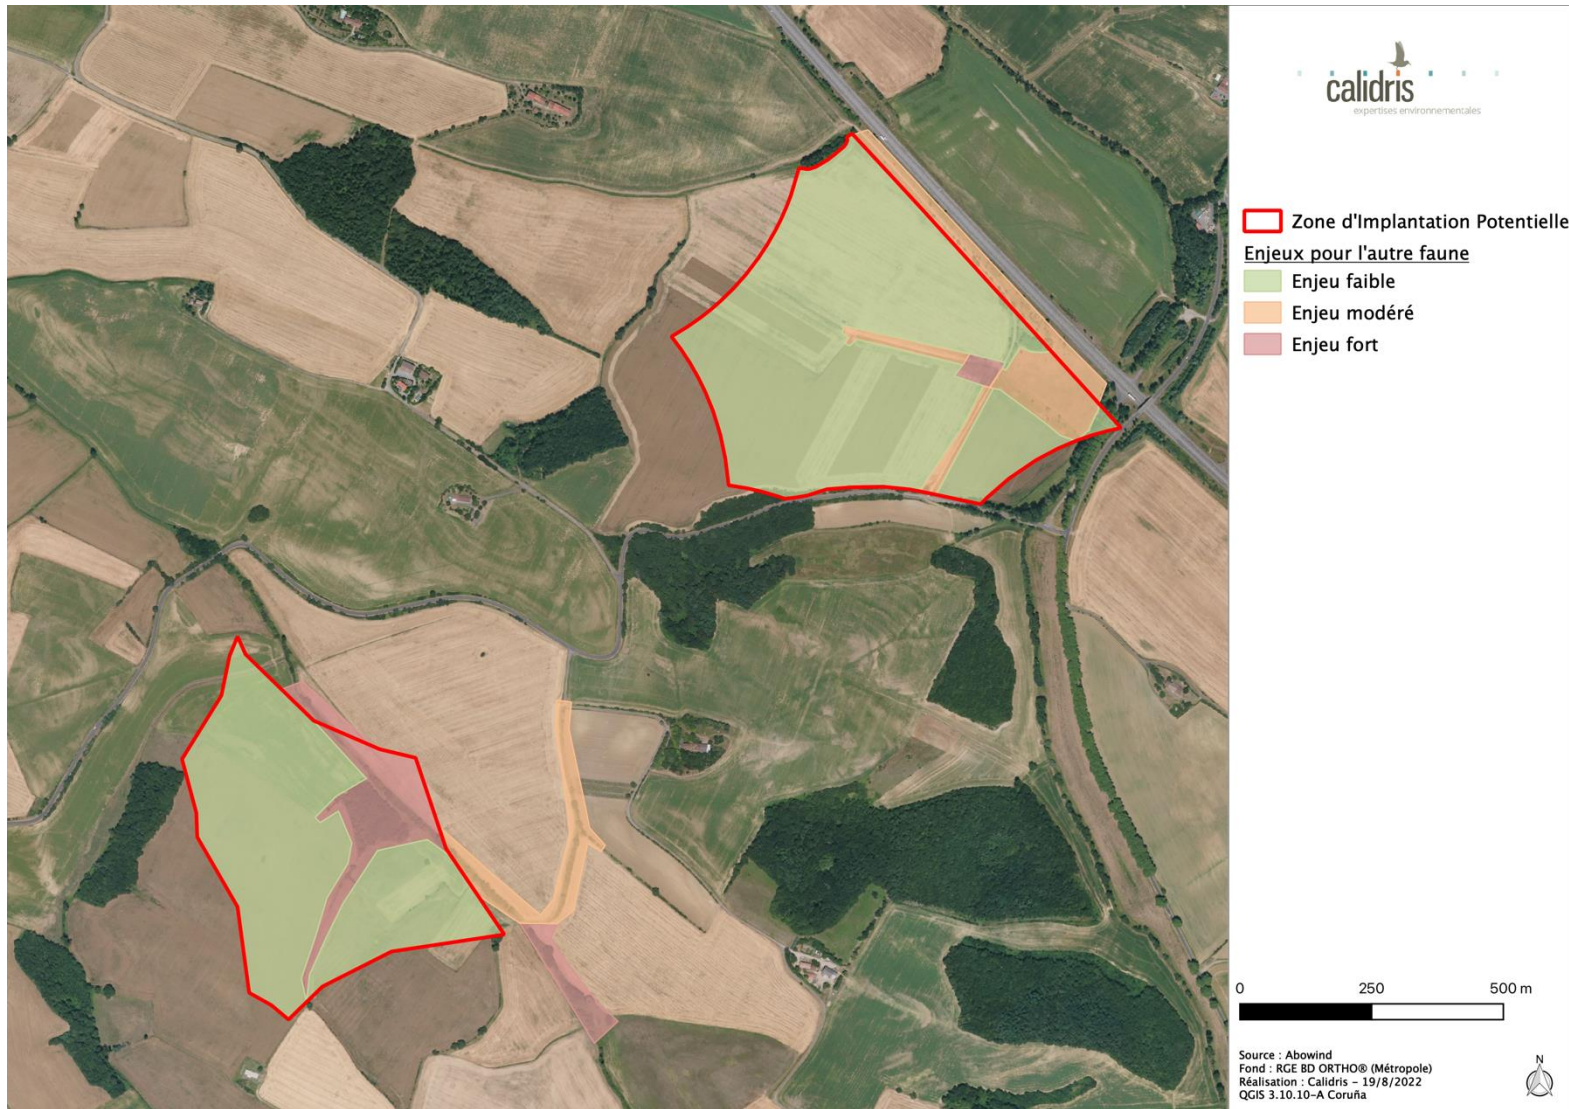 calidris
expertises environnementales
Zone d'Implantation Potentielle
Enjeux pour l'autre faune
Enjeu faible
Enjeu modéré
Enjeu fort
0 250 500 m
Source : Abowind
Fond : RGE BD ORTHO® (Métropole)
Réalisation : Calidris - 19/8/2022
QGIS 3.10.10-A Coruña
N